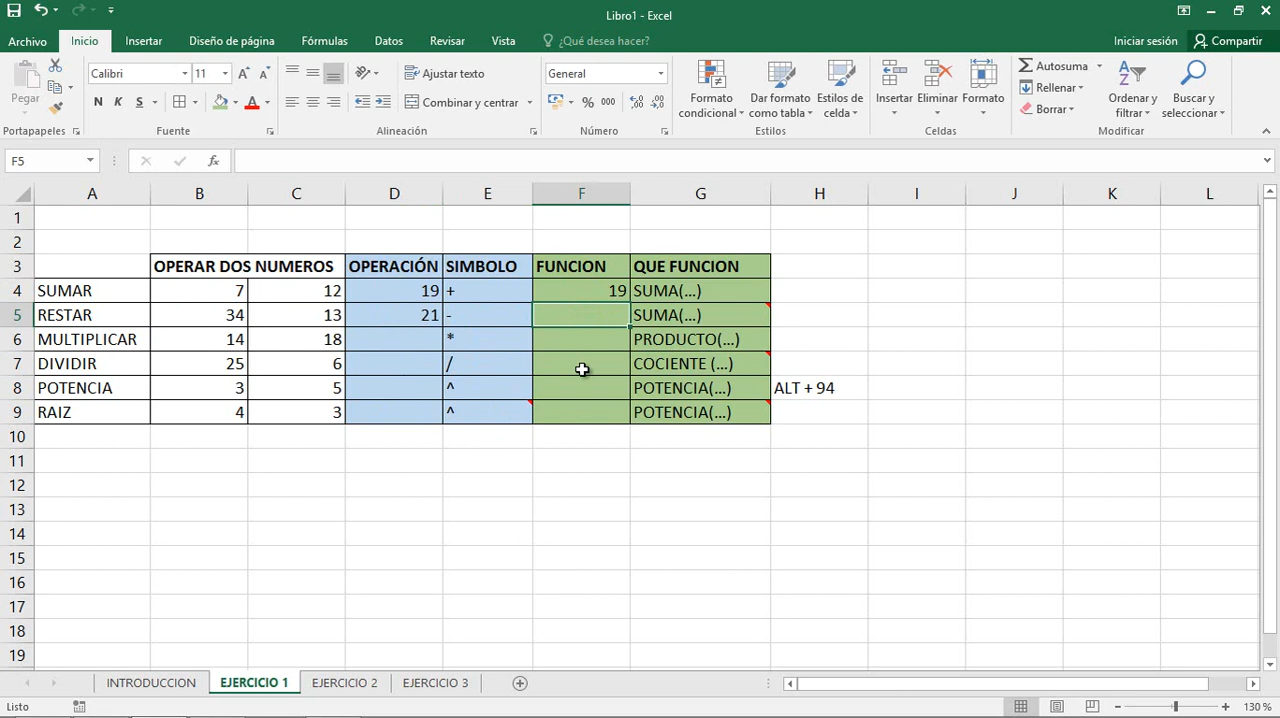 Libro1 - Excel
Archivo Inicio Insertar Diseño de página Fórmulas Datos Revisar Vista ¿Qué desea hacer? Iniciar sesión Compartir
Pegar
Calibri 11
N K S
Ajustar texto
Combinar y centrar
General
% 000
Formato condicional
Dar formato como tabla
Estilos de celda
Insertar
Eliminar
Formato
Autosuma
Rellenar
Borrar
Ordenar y filtrar
Buscar y seleccionar
Portapapeles Fuente Alineación Número Estilos Celdas Modificar
F5 fx
A B C D E F G H I J K L
1
2
3 OPERAR DOS NUMEROS OPERACIÓN SIMBOLO FUNCION QUE FUNCION
4 SUMAR 7 12 19 + 19 SUMA(...)
5 RESTAR 34 13 21 - SUMA(...)
6 MULTIPLICAR 14 18 * PRODUCTO(...)
7 DIVIDIR 25 6 / COCIENTE (...)
8 POTENCIA 3 5 ^ POTENCIA(...) ALT + 94
9 RAIZ 4 3 ^ POTENCIA(...)
10
11
12
13
14
15
16
17
18
19
INTRODUCCION EJERCICIO 1 EJERCICIO 2 EJERCICIO 3
Listo 130 %